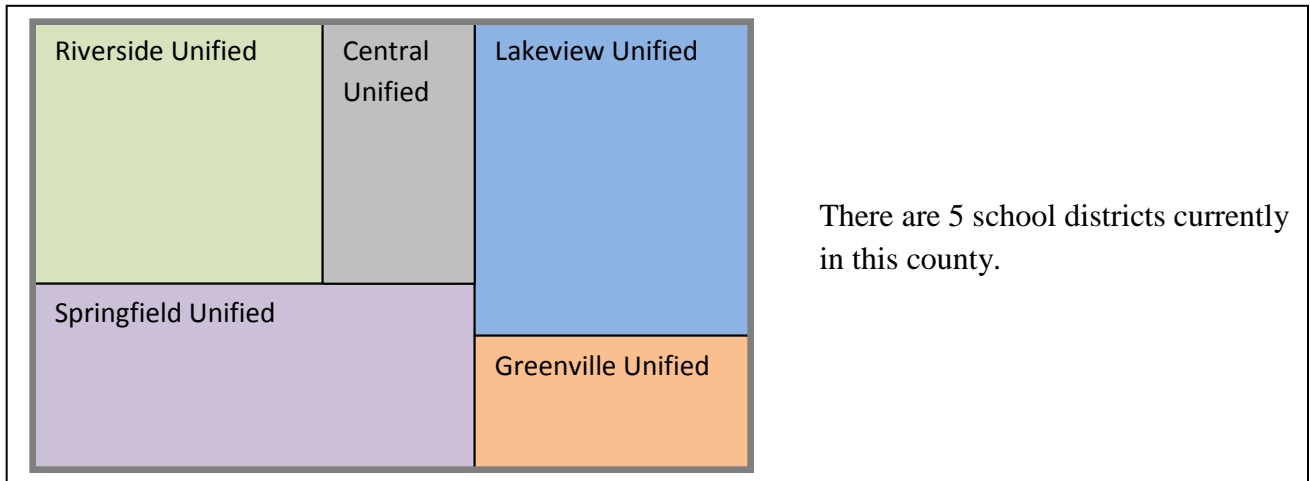 Riverside Unified
Central
Unified
Lakeview Unified
Springfield Unified
Greenville Unified
There are 5 school districts currently
in this county.